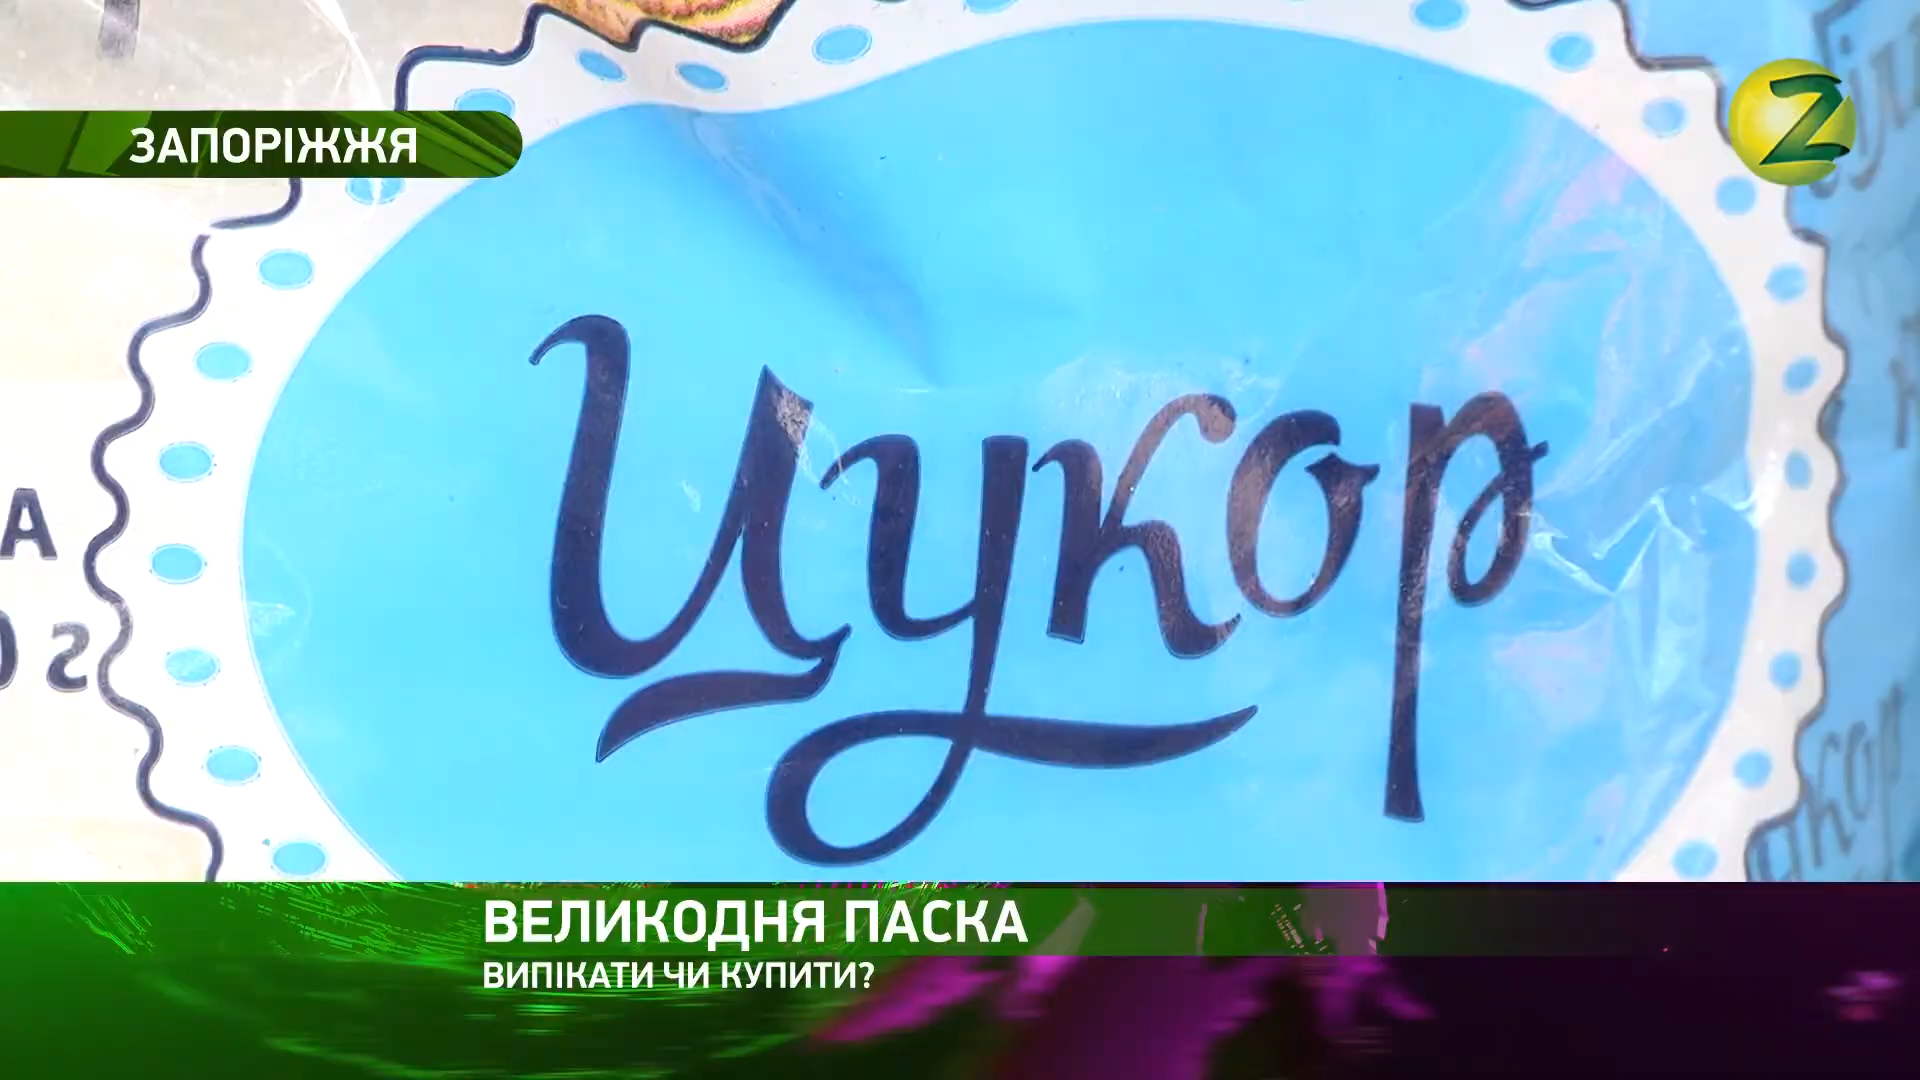 ЗАПОРІЖЖЯ
Z
Цукор
А
ВЕЛИКОДНЯ ПАСКА
ВИПІКАТИ ЧИ КУПИТИ?